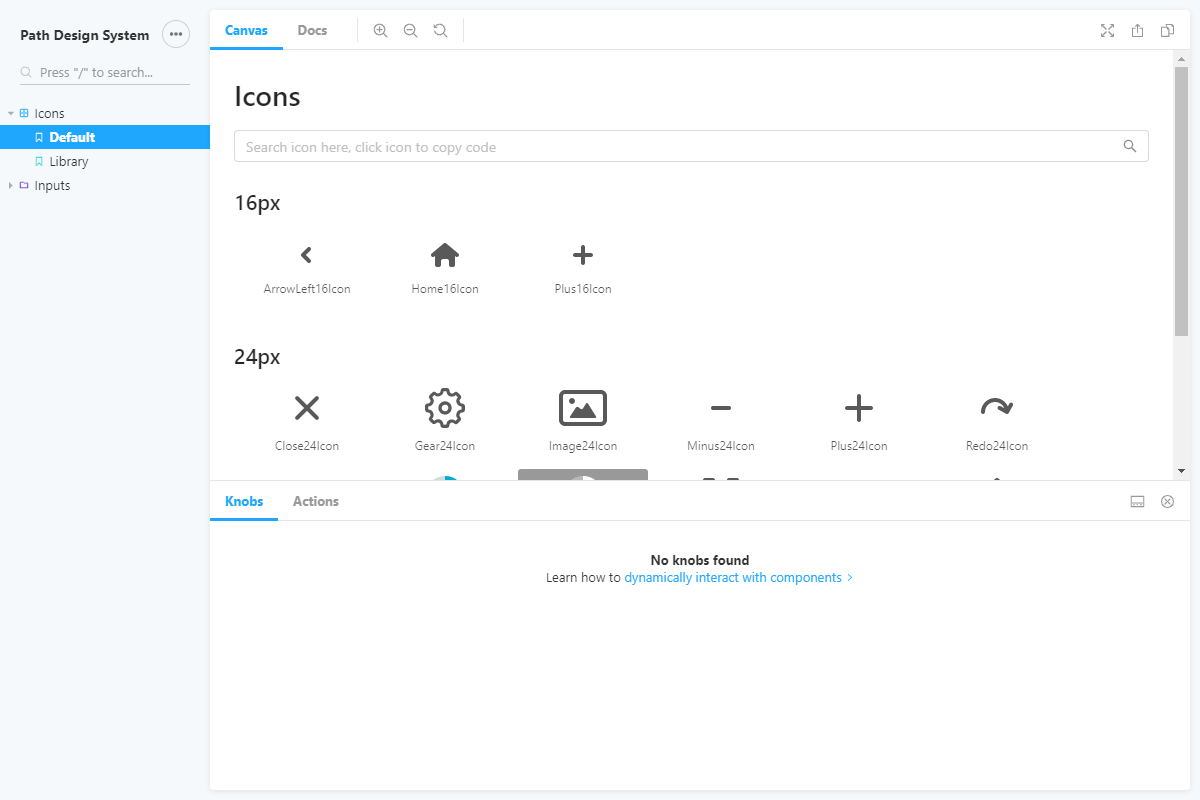 Path Design System
Press "/" to search...
Icons
Default
Library
Inputs
Canvas
Docs
Icons
Search icon here, click icon to copy code
16px
ArrowLeft16Icon
Home16Icon
Plus16Icon
24px
Close24Icon
Gear24Icon
Image24Icon
Minus24Icon
Plus24Icon
Redo24Icon
Knobs
Actions
No knobs found
Learn how to dynamically interact with components